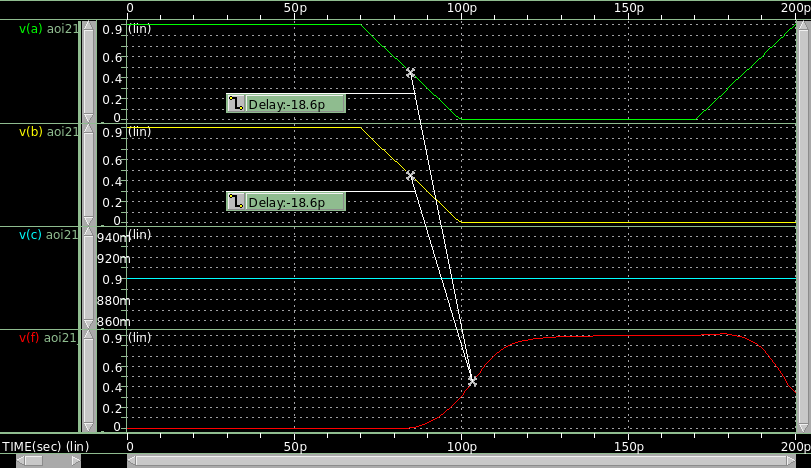 0 50p 100p 150p 200p
v(a) aoi21
0.9 (lin)
0.6
0.4
0.2
0
Delay:-18.6p
v(b) aoi21
0.9 (lin)
0.6
0.4
0.2
0
Delay:-18.6p
v(c) aoi21
940m (lin)
920m
0.9
880m
860m
v(f) aoi21
0.9 (lin)
0.6
0.4
0.2
0
TIME(sec) (lin)
0 50p 100p 150p 200p